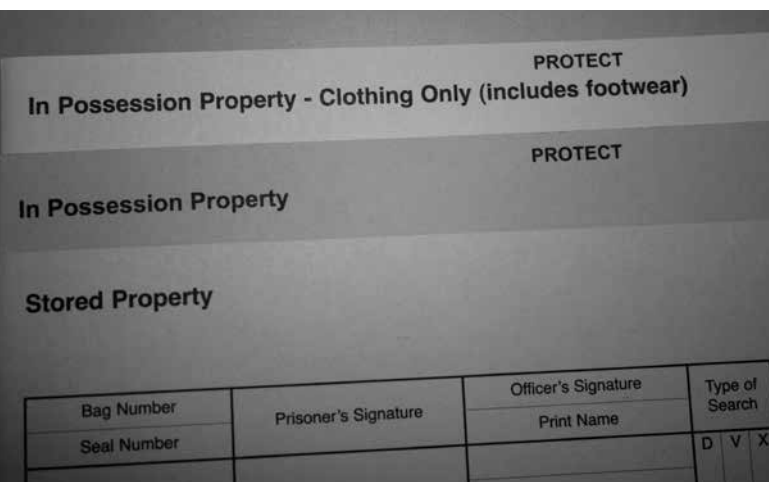 PROTECT
In Possession Property - Clothing Only (includes footwear)
PROTECT
In Possession Property
Stored Property
Bag Number
Seal Number
Prisoner's Signature
Officer's Signature
Print Name
Type of
Search
D V X